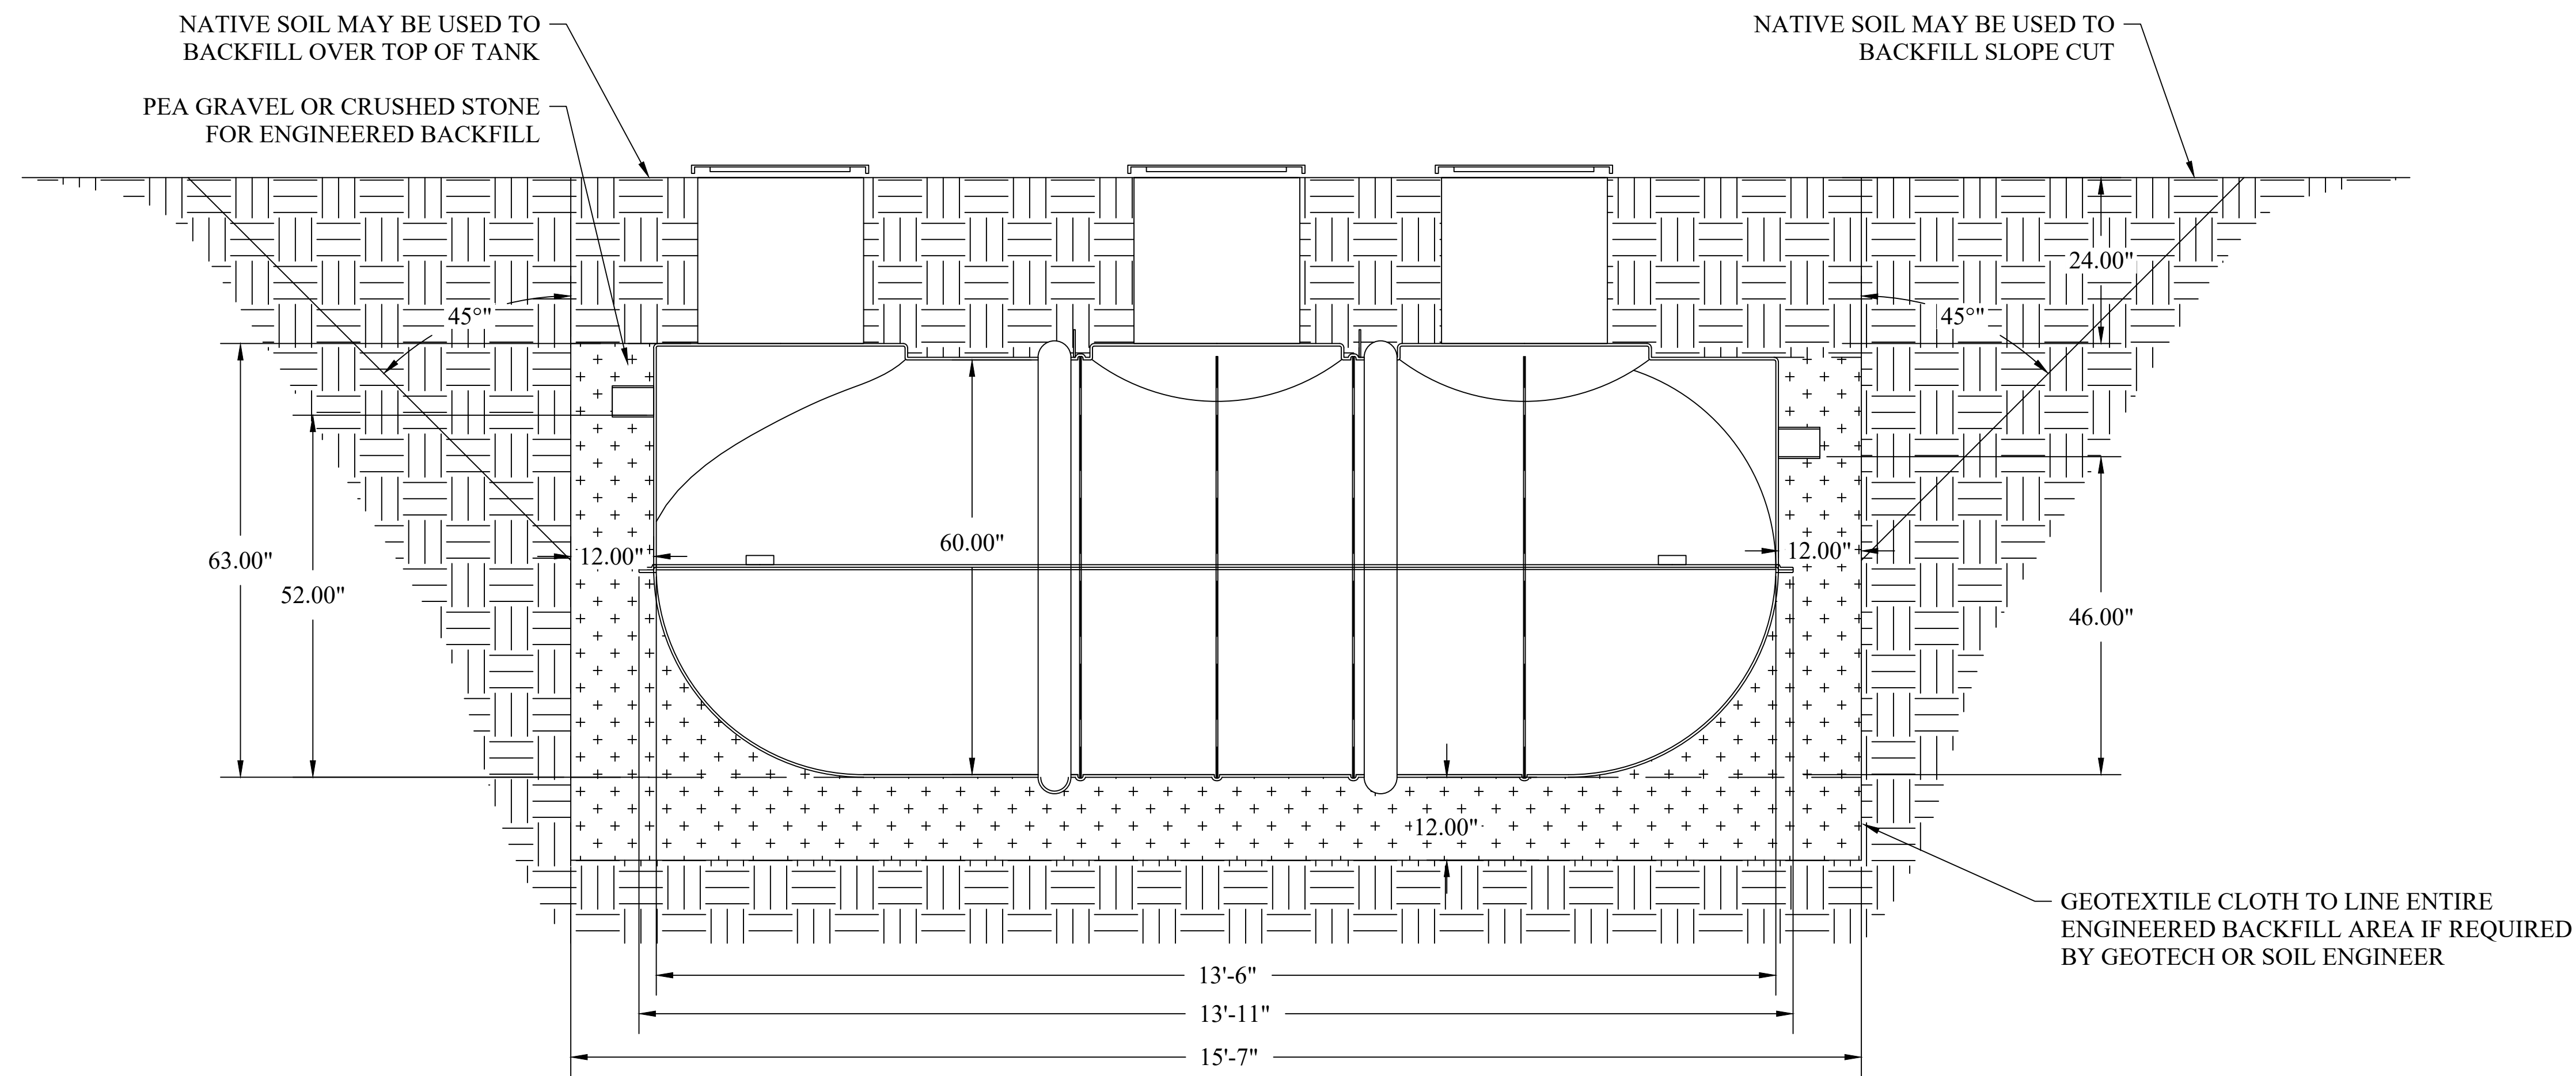 NATIVE SOIL MAY BE USED TO
BACKFILL OVER TOP OF TANK
NATIVE SOIL MAY BE USED TO
BACKFILL SLOPE CUT
PEA GRAVEL OR CRUSHED STONE
FOR ENGINEERED BACKFILL
24.00"
45°"
45°"
60.00"
12.00"
12.00"
63.00"
52.00"
46.00"
12.00"
GEOTEXTILE CLOTH TO LINE ENTIRE
ENGINEERED BACKFILL AREA IF REQUIRED
BY GEOTECH OR SOIL ENGINEER
13'-6"
13'-11"
15'-7"